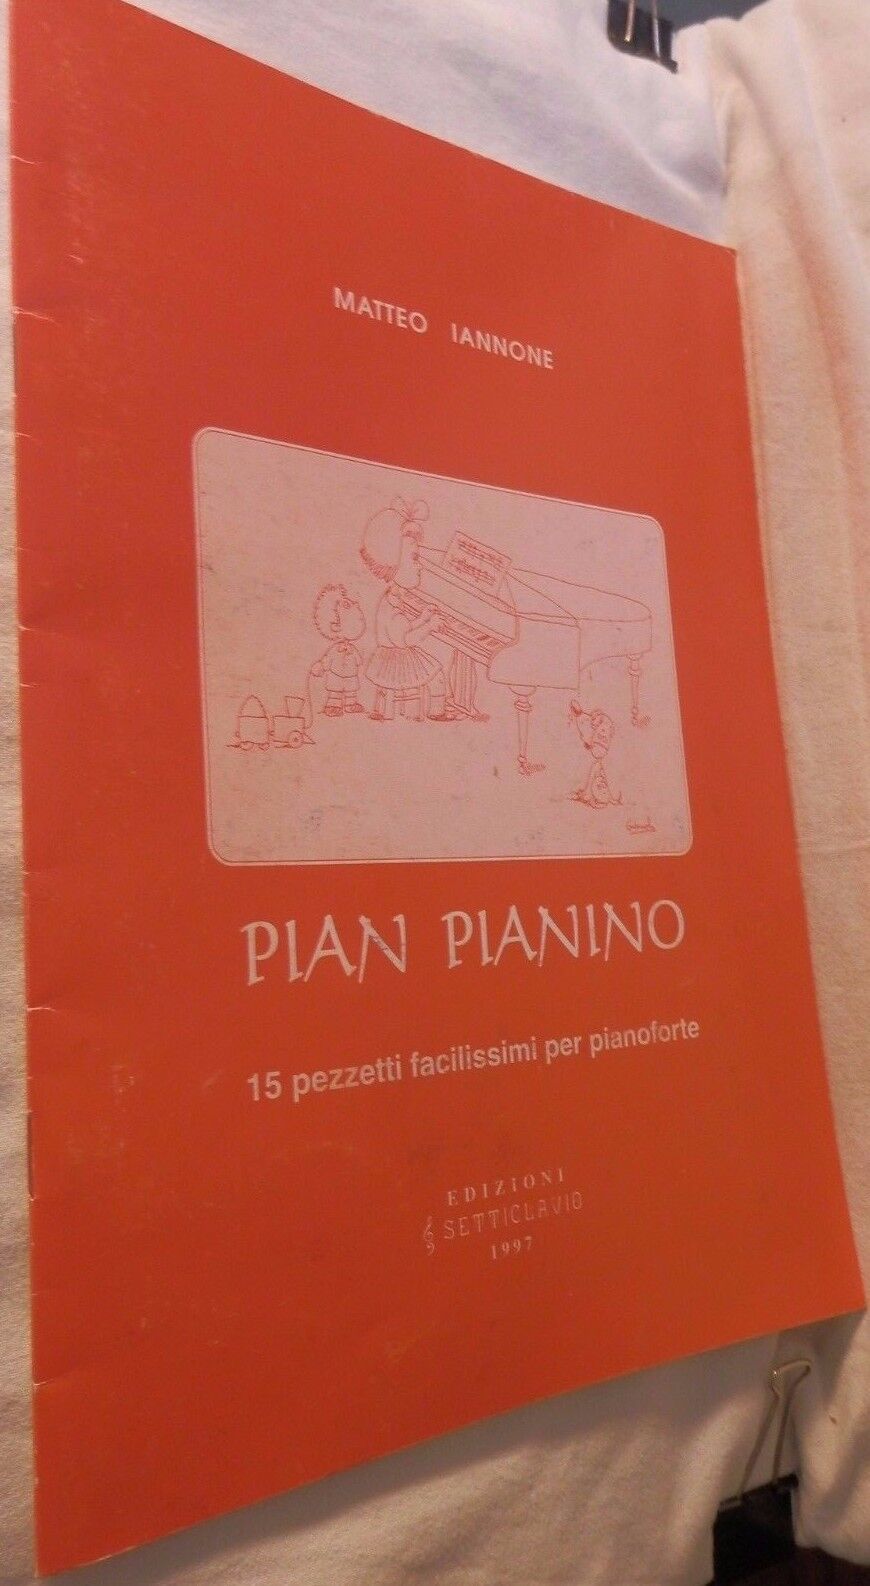 MATTEO IANNONE
PIAN PIANINO
15 pezzetti facilissimi per pianoforte
EDIZIONI
SETTICLAVIO
1997